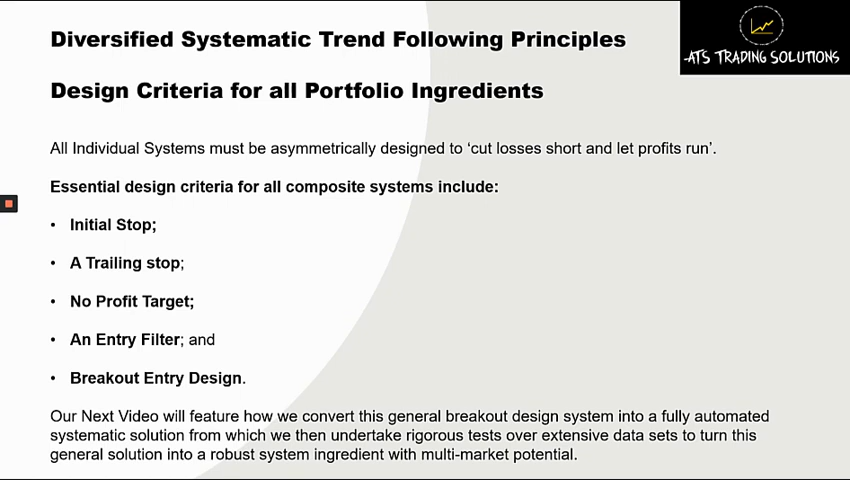 Diversified Systematic Trend Following Principles
ATS TRADING SOLUTIONS
Design Criteria for all Portfolio Ingredients
All Individual Systems must be asymmetrically designed to ‘cut losses short and let profits run’.
Essential design criteria for all composite systems include:
• Initial Stop;
• A Trailing stop;
• No Profit Target;
• An Entry Filter; and
• Breakout Entry Design.
Our Next Video will feature how we convert this general breakout design system into a fully automated
systematic solution from which we then undertake rigorous tests over extensive data sets to turn this
general solution into a robust system ingredient with multi-market potential.